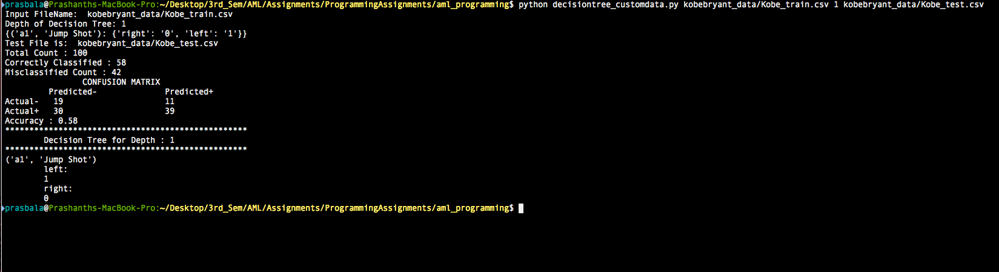 prasbala@Prashanths-MacBook-Pro:~/Desktop/3rd_Sem/AML/Assignments/ProgrammingAssignments/aml_programming$ python decisiontree_customdata.py kobebryant_data/Kobe_train.csv 1 kobebryant_data/Kobe_test.csv
Input FileName:  kobebryant_data/Kobe_train.csv
Depth of Decision Tree: 1
{('a1', 'Jump Shot'): {'right': '0', 'left': '1'}}
Test File is:  kobebryant_data/Kobe_test.csv
Total Count : 100
Correctly Classified : 58
Misclassified Count : 42
CONFUSION MATRIX
Predicted-              Predicted+
Actual-   19                     11
Actual+   30                     39
Accuracy : 0.58
**************************************************
Decision Tree for Depth : 1
**************************************************
('a1', 'Jump Shot')
left:
1
right:
0
prasbala@Prashanths-MacBook-Pro:~/Desktop/3rd_Sem/AML/Assignments/ProgrammingAssignments/aml_programming$